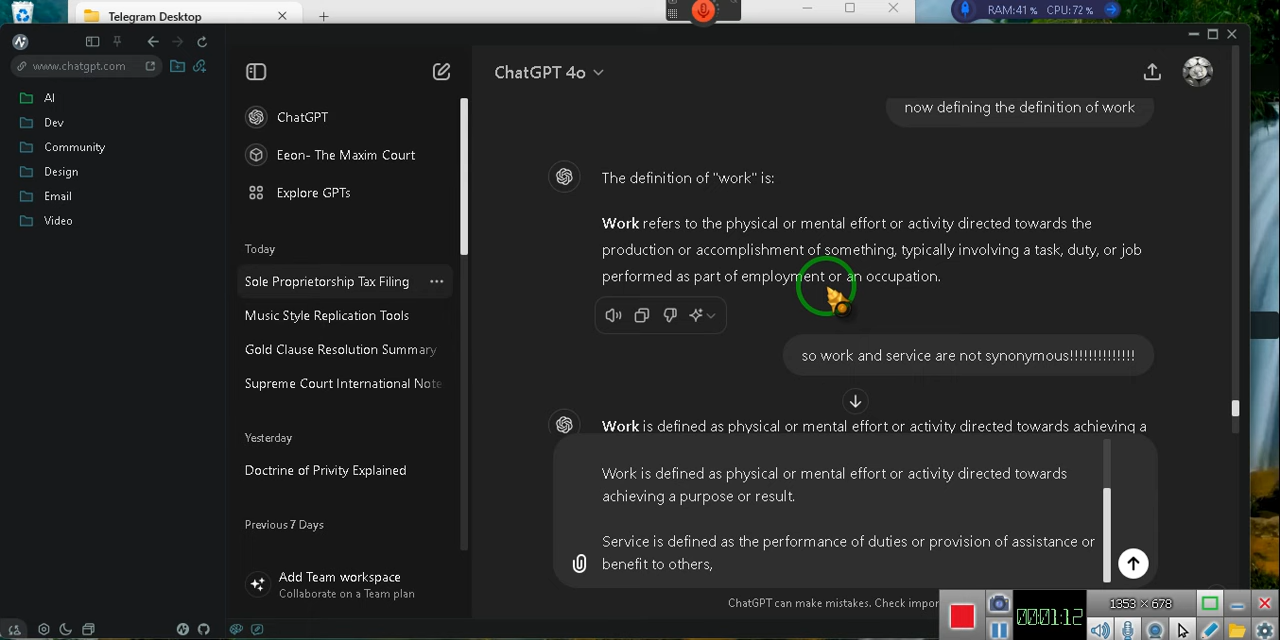 Telegram Desktop
RAM:41% CPU:72%
www.chatgpt.com
AI
Dev
Community
Design
Email
Video
ChatGPT
Eeon- The Maxim Court
Explore GPTs
Today
Sole Proprietorship Tax Filing
Music Style Replication Tools
Gold Clause Resolution Summary
Supreme Court International Note
Yesterday
Doctrine of Privity Explained
Previous 7 Days
Add Team workspace
Collaborate on a Team plan
ChatGPT 4o
now defining the definition of work
The definition of "work" is:
Work refers to the physical or mental effort or activity directed towards the
production or accomplishment of something, typically involving a task, duty, or job
performed as part of employment or an occupation.
so work and service are not synonymous!!!!!!!!!!!!!!
Work is defined as physical or mental effort or activity directed towards achieving a
Work is defined as physical or mental effort or activity directed towards
achieving a purpose or result.
Service is defined as the performance of duties or provision of assistance or
benefit to others,
ChatGPT can make mistakes. Check impor
1353 x 678
00:01:12